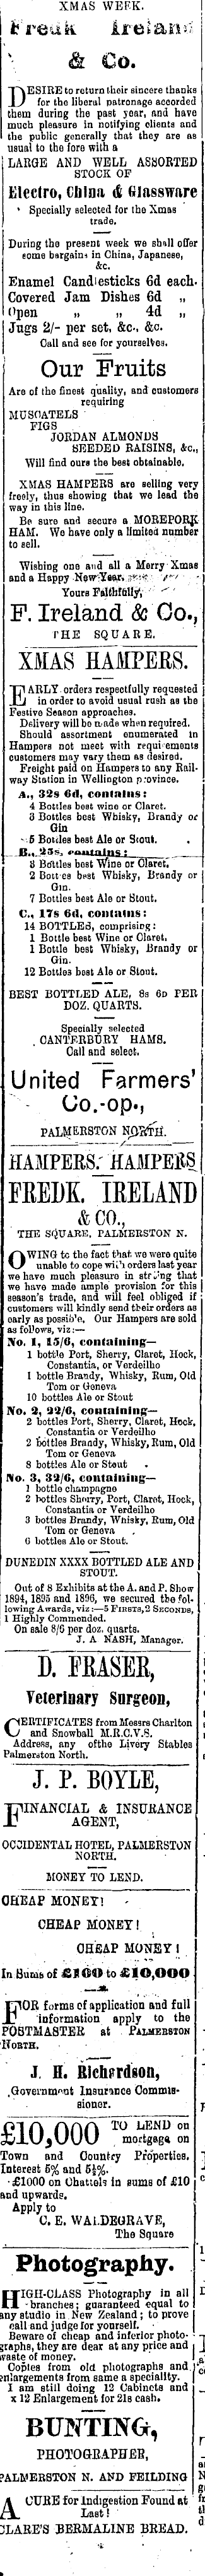 XMAS WEEK.
Fredk Ireland
& Co.
DESIRE to return their sincere thanks
for the liberal patronage accorded
them during the past year, and have
much pleasure in notifying clients and
the public generally that they are as
usual to the fore with a
LARGE AND WELL ASSORTED
STOCK OF
Electro, China & Glassware
Specially selected for the Xmas
trade.
During the present week we shall offer
some bargains in China, Japanese,
&c.
Enamel Candlesticks 6d each.
Covered Jam Dishes 6d „
Open „ „ 4d „
Jugs 2/- per set, &c., &c.
Call and see for yourselves.
Our Fruits
Are of the finest quality, and customers
requiring
MUSCATELS
FIGS
JORDAN ALMONDS
SEEDED RAISINS, &c.,
Will find ours the best obtainable.
XMAS HAMPERS are selling very
freely, thus showing that we lead the
way in this line.
Be sure and secure a MOREPORK
HAM. We have only a limited number
to sell.
Wishing one and all a Merry Xmas
and a Happy New Year.
Yours Faithfully,
F. Ireland & Co.,
THE SQUARE.
XMAS HAMPERS.
EARLY orders respectfully requested
in order to avoid usual rush as the
Festive Season approaches.
Delivery will be made when required.
Should assortment enumerated in
Hampers not meet with requirements
customers may vary them as desired.
Freight paid on Hampers to any Rail-
way Station in Wellington province.
A., 32s 6d, contains:
4 Bottles best wine or Claret.
3 Bottles best Whisky, Brandy or
Gin
5 Bottles best Ale or Stout.
B., 25s, contains:
3 Bottles best Wine or Claret.
2 Bottles best Whisky, Brandy or
Gin.
7 Bottles best Ale or Stout.
C., 17s 6d, contains:
14 BOTTLES, comprising:
1 Bottle best Wine or Claret.
1 Bottle best Whisky, Brandy or
Gin.
12 Bottles best Ale or Stout.
BEST BOTTLED ALE, 8s 6D PER
DOZ. QUARTS.
Specially selected
CANTERBURY HAMS.
Call and select.
United Farmers'
Co.-op.,
PALMERSTON NORTH.
HAMPERS. HAMPERS
FREDK. IRELAND
& CO.,
THE SQUARE, PALMERSTON N.
OWING to the fact that we were quite
unable to cope with orders last year
we have much pleasure in stating that
we have made ample provision for this
season's trade, and will feel obliged if
customers will kindly send their orders as
early as possible. Our Hampers are sold
as follows, viz:—
No. 1, 15/6, containing—
1 bottle Port, Sherry, Claret, Hock,
Constantia, or Verdeilho
1 bottle Brandy, Whisky, Rum, Old
Tom or Geneva
10 bottles Ale or Stout
No. 2, 22/6, containing—
2 bottles Port, Sherry, Claret, Hock,
Constantia or Verdeilho
2 bottles Brandy, Whisky, Rum, Old
Tom or Geneva
8 bottles Ale or Stout
No. 3, 32/6, containing—
1 bottle champagne
2 bottles Sherry, Port, Claret, Hock,
Constantia or Verdeilho
3 bottles Brandy, Whisky, Rum, Old
Tom or Geneva
6 bottles Ale or Stout.
DUNEDIN XXXX BOTTLED ALE AND
STOUT.
Out of 8 Exhibits at the A. and P. Show
1894, 1895 and 1896, we secured the fol-
lowing Awards, viz:—5 FIRSTS, 2 SECONDS,
1 Highly Commended.
On sale 8/6 per doz. quarts.
J. A NASH, Manager.
D. FRASER,
Veterinary Surgeon,
CERTIFICATES from Messrs Charlton
and Snowball M.R.C.V.S.
Address, any of the Livery Stables
Palmerston North.
J. P. BOYLE,
FINANCIAL & INSURANCE
AGENT,
OCCIDENTAL HOTEL, PALMERSTON
NORTH.
MONEY TO LEND.
CHEAP MONEY!
CHEAP MONEY!
CHEAP MONEY!
In Sums of £100 to £10,000
FOR forms of application and full
information apply to the
POSTMASTER at PALMERSTON
NORTH.
J. H. Richardson,
Government Insurance Commis-
sioner.
£10,000 TO LEND on
mortgage on
Town and Country Properties.
Interest 5% and 5½%.
£1000 on Chattels in sums of £10
and upwards.
Apply to
C. E. WALDEGRAVE,
The Square
Photography.
HIGH-CLASS Photography in all
branches; guaranteed equal to
any studio in New Zealand; to prove
call and judge for yourself.
Beware of cheap and inferior photo-
graphs, they are dear at any price and
waste of money.
Copies from old photographs and
enlargements from same a speciality.
I am still doing 12 Cabinets and
x 12 Enlargement for 21s cash.
BUNTING,
PHOTOGRAPHER,
PALMERSTON N. AND FEILDING
A CURE for Indigestion Found at
Last!
CLARE'S BERMALINE BREAD.